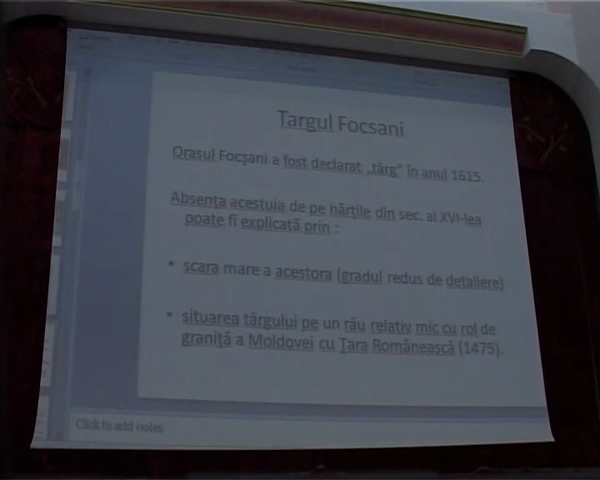 Targul Focsani
Orasul Focşani a fost declarat „târg” în anul 1615.
Absenţa acestuia de pe hărţile din sec. al XVI-lea
poate fi explicată prin :
• scara mare a acestora (gradul redus de detaliere)
• situarea târgului pe un râu relativ mic cu rol de
graniţă a Moldovei cu Ţara Românească (1475).
Click to add notes